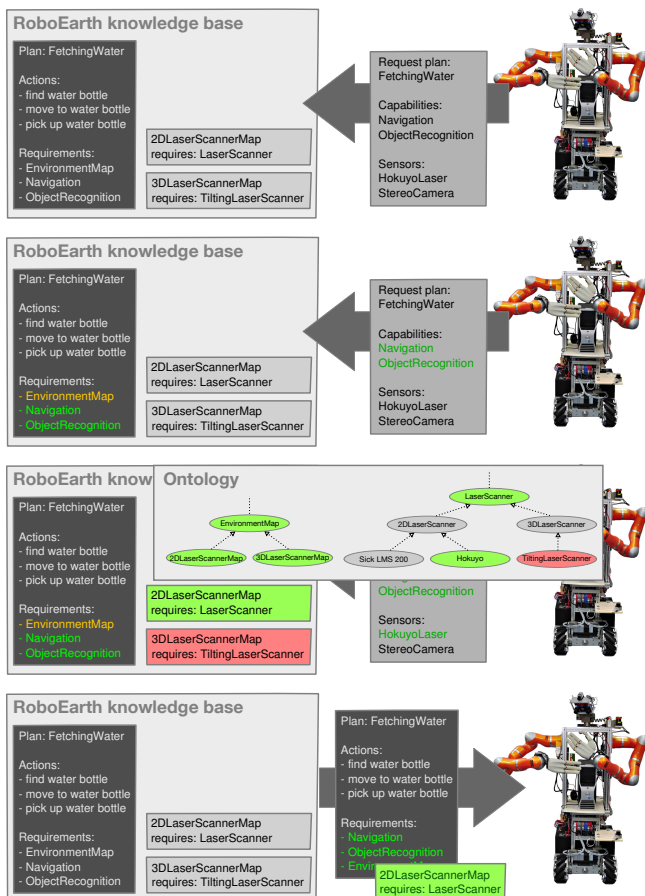 RoboEarth knowledge base
Plan: FetchingWater
Actions:
- find water bottle
- move to water bottle
- pick up water bottle
Requirements:
- EnvironmentMap
- Navigation
- ObjectRecognition
2DLaserScannerMap
requires: LaserScanner
3DLaserScannerMap
requires: TiltingLaserScanner
Request plan:
FetchingWater
Capabilities:
Navigation
ObjectRecognition
Sensors:
HokuyoLaser
StereoCamera
RoboEarth knowledge base
Plan: FetchingWater
Actions:
- find water bottle
- move to water bottle
- pick up water bottle
Requirements:
- EnvironmentMap
- Navigation
- ObjectRecognition
2DLaserScannerMap
requires: LaserScanner
3DLaserScannerMap
requires: TiltingLaserScanner
Request plan:
FetchingWater
Capabilities:
Navigation
ObjectRecognition
Sensors:
HokuyoLaser
StereoCamera
RoboEarth know
Plan: FetchingWater
Actions:
- find water bottle
- move to water bottle
- pick up water bottle
Requirements:
- EnvironmentMap
- Navigation
- ObjectRecognition
Ontology
EnvironmentMap
2DLaserScannerMap
3DLaserScannerMap
LaserScanner
2DLaserScanner
3DLaserScanner
Sick LMS 200
Hokuyo
TiltingLaserScanner
2DLaserScannerMap
requires: LaserScanner
3DLaserScannerMap
requires: TiltingLaserScanner
ObjectRecognition
Sensors:
HokuyoLaser
StereoCamera
RoboEarth knowledge base
Plan: FetchingWater
Actions:
- find water bottle
- move to water bottle
- pick up water bottle
Requirements:
- EnvironmentMap
- Navigation
- ObjectRecognition
2DLaserScannerMap
requires: LaserScanner
3DLaserScannerMap
requires: TiltingLaserScanner
Plan: FetchingWater
Actions:
- find water bottle
- move to water bottle
- pick up water bottle
Requirements:
- Navigation
- ObjectRecognition
- EnvironmentMap
2DLaserScannerMap
requires: LaserScanner